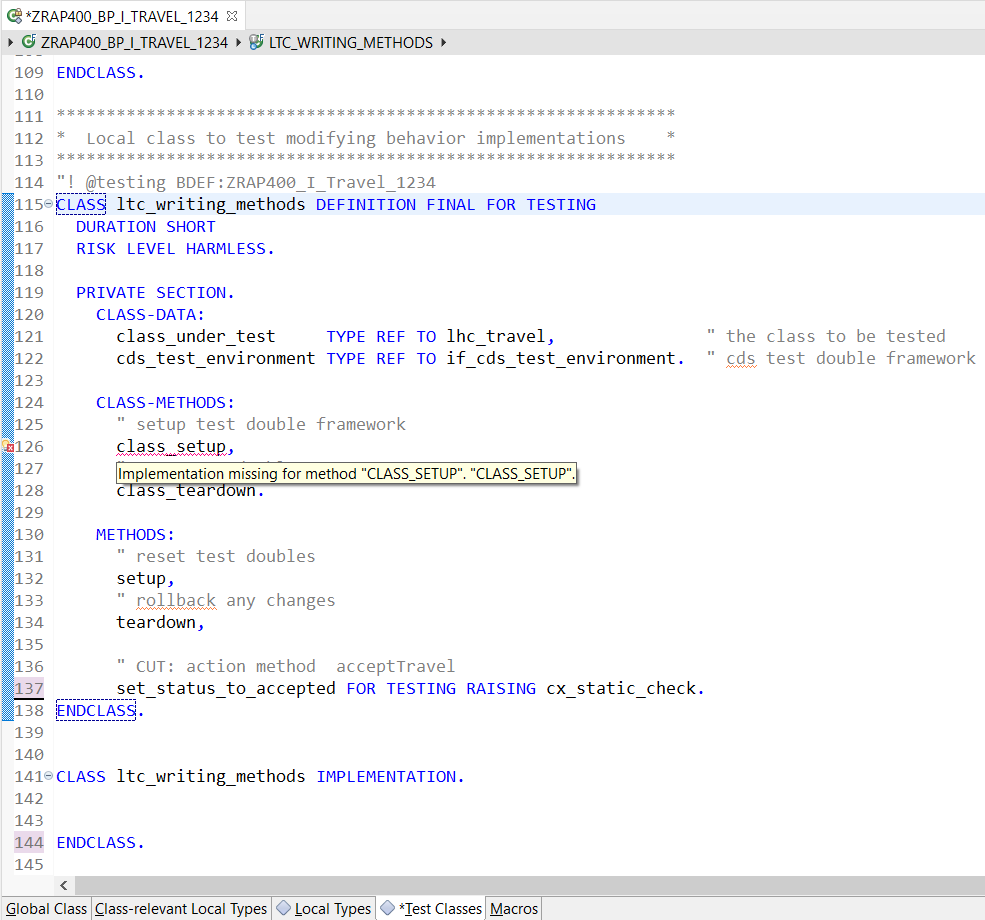 *ZRAP400_BP_I_TRAVEL_1234
ZRAP400_BP_I_TRAVEL_1234 LTC_WRITING_METHODS
109 ENDCLASS.
110
111 **************************************************************
112 *  Local class to test modifying behavior implementations    *
113 **************************************************************
114 "! @testing BDEF:ZRAP400_I_Travel_1234
115 CLASS ltc_writing_methods DEFINITION FINAL FOR TESTING
116   DURATION SHORT
117   RISK LEVEL HARMLESS.
118
119   PRIVATE SECTION.
120     CLASS-DATA:
121       class_under_test     TYPE REF TO lhc_travel,               " the class to be tested
122       cds_test_environment TYPE REF TO if_cds_test_environment.  " cds test double framework
123
124     CLASS-METHODS:
125       " setup test double framework
126       class_setup,
127
Implementation missing for method "CLASS_SETUP". "CLASS_SETUP".
128       class_teardown.
129
130     METHODS:
131       " reset test doubles
132       setup,
133       " rollback any changes
134       teardown,
135
136       " CUT: action method  acceptTravel
137       set_status_to_accepted FOR TESTING RAISING cx_static_check.
138 ENDCLASS.
139
140
141 CLASS ltc_writing_methods IMPLEMENTATION.
142
143
144 ENDCLASS.
145
Global Class Class-relevant Local Types Local Types *Test Classes Macros